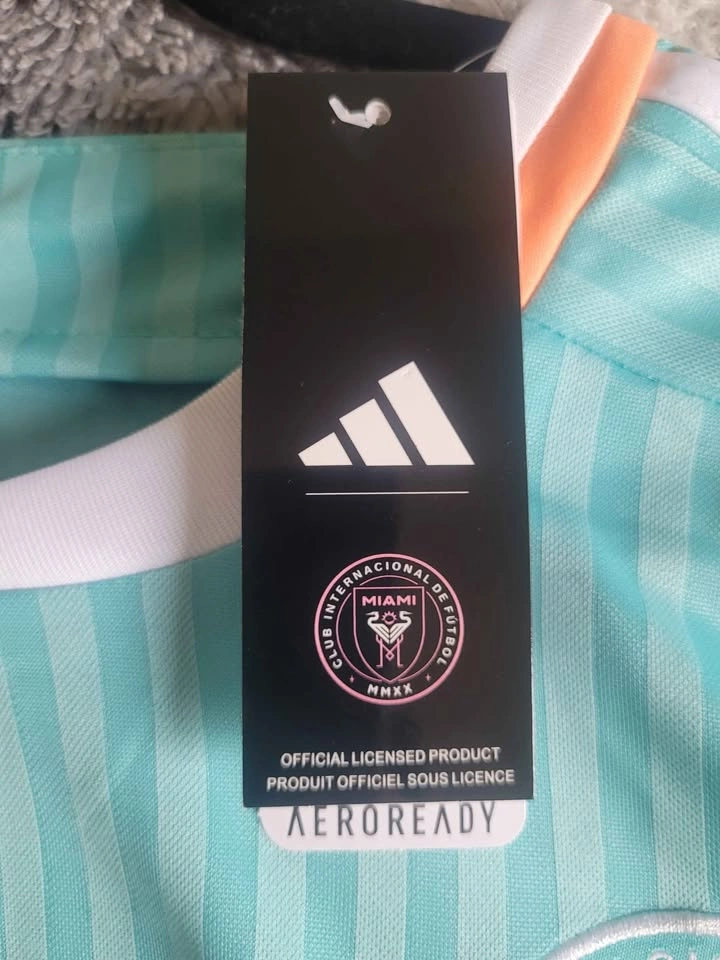 CLUB INTERNACIONAL DE FÚTBOL
MIAMI
MMXX
OFFICIAL LICENSED PRODUCT
PRODUIT OFFICIEL SOUS LICENCE
AEROREADY